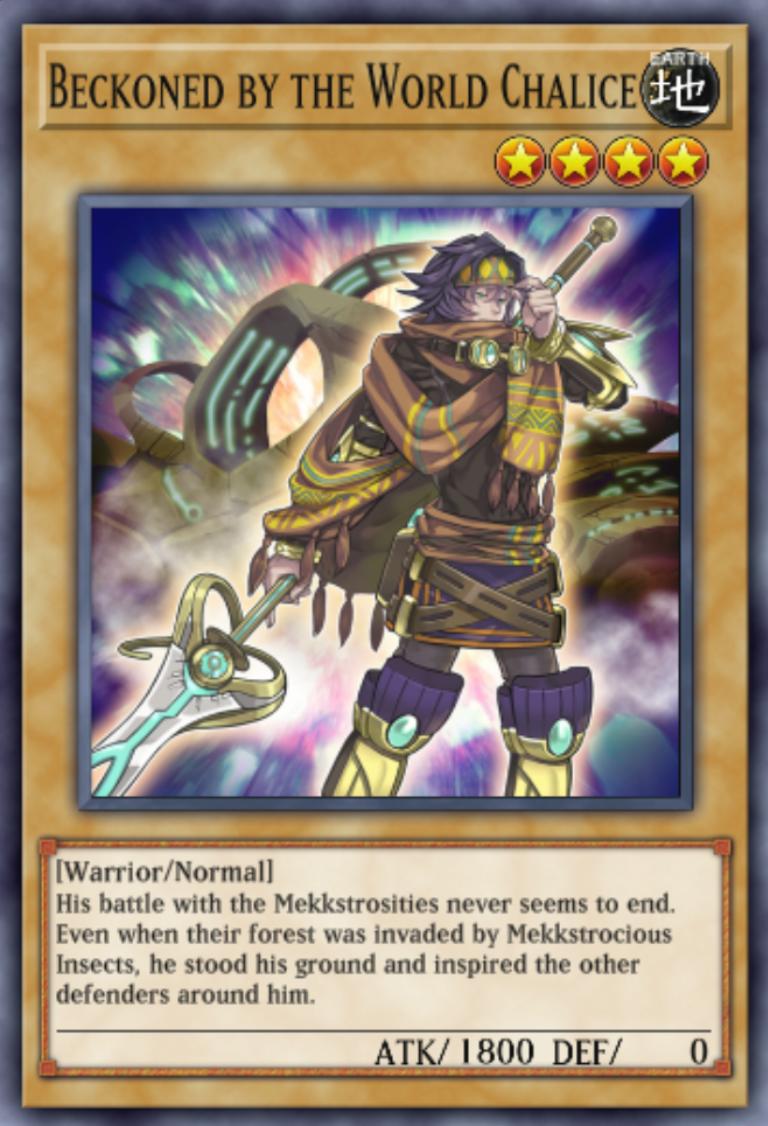 BECKONED BY THE WORLD CHALICE
EARTH
地
[Warrior/Normal]
His battle with the Mekkstrosities never seems to end.
Even when their forest was invaded by Mekkstrocious
Insects, he stood his ground and inspired the other
defenders around him.
ATK/ 1800 DEF/ 0